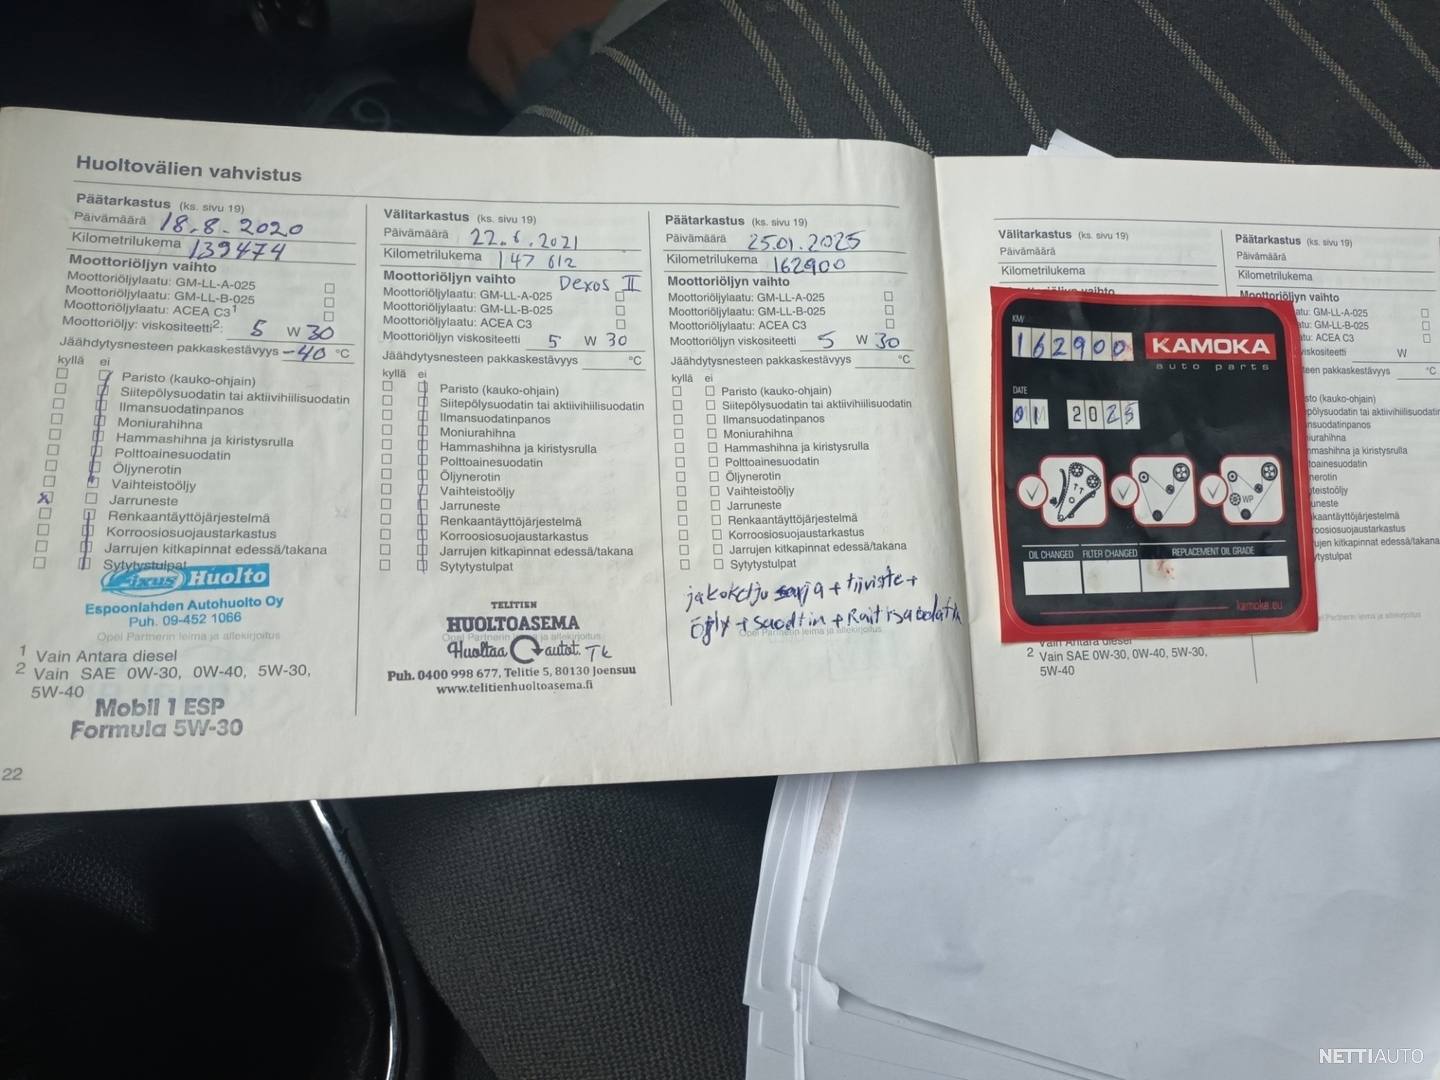 Huoltovälien vahvistus
Päätarkastus (ks. sivu 19)
Päivämäärä 18.8.2020
Kilometrilukema 139474
Moottoriöljyn vaihto
Moottoriöljylaatu: GM-LL-A-025
Moottoriöljylaatu: GM-LL-B-025
Moottoriöljylaatu: ACEA C3¹
Moottoriöljy: viskositeetti²: 5 W 30
Jäähdytysnesteen pakkaskestävyys -40 °C
kyllä ei
Paristo (kauko-ohjain)
Siitepölysuodatin tai aktiivihiilisuodatin
Ilmansuodatinpanos
Moniurahihna
Hammashihna ja kiristysrulla
Polttoainesuodatin
Öljynerotin
Vaihteistoöljy
x Jarruneste
Renkaantäyttöjärjestelmä
Korroosiosuojaustarkastus
Jarrujen kitkapinnat edessä/takana
Sytytystulpat
Fixus Huolto
Espoonlahden Autohuolto Oy
Puh. 09-452 1066
Opel Partnerin leima ja allekirjoitus
1 Vain Antara diesel
2 Vain SAE 0W-30, 0W-40, 5W-30,
5W-40
Mobil 1 ESP
Formula 5W-30
22
Välitarkastus (ks. sivu 19)
Päivämäärä 22.6.2021
Kilometrilukema 147 612
Moottoriöljyn vaihto Dexos II
Moottoriöljylaatu: GM-LL-A-025
Moottoriöljylaatu: GM-LL-B-025
Moottoriöljylaatu: ACEA C3
Moottoriöljyn viskositeetti 5 W 30
Jäähdytysnesteen pakkaskestävyys °C
kyllä ei
Paristo (kauko-ohjain)
Siitepölysuodatin tai aktiivihiilisuodatin
Ilmansuodatinpanos
Moniurahihna
Hammashihna ja kiristysrulla
Polttoainesuodatin
Öljynerotin
Vaihteistoöljy
Jarruneste
Renkaantäyttöjärjestelmä
Korroosiosuojaustarkastus
Jarrujen kitkapinnat edessä/takana
Sytytystulpat
TELITIEN
HUOLTOASEMA
Opel Partnerin leima ja allekirjoitus
Huoltaa autot. TK
Puh. 0400 998 677, Telitie 5, 80130 Joensuu
www.telitienhuoltoasema.fi
Päätarkastus (ks. sivu 19)
Päivämäärä 25.01.2025
Kilometrilukema 162900
Moottoriöljyn vaihto
Moottoriöljylaatu: GM-LL-A-025
Moottoriöljylaatu: GM-LL-B-025
Moottoriöljylaatu: ACEA C3
Moottoriöljyn viskositeetti 5 W 30
Jäähdytysnesteen pakkaskestävyys °C
kyllä ei
Paristo (kauko-ohjain)
Siitepölysuodatin tai aktiivihiilisuodatin
Ilmansuodatinpanos
Moniurahihna
Hammashihna ja kiristysrulla
Polttoainesuodatin
Öljynerotin
Vaihteistoöljy
Jarruneste
Renkaantäyttöjärjestelmä
Korroosiosuojaustarkastus
Jarrujen kitkapinnat edessä/takana
Sytytystulpat
jakoketju sarja + tiiviste +
Opel Partnerin leima ja allekirjoitus
Välitarkastus (ks. sivu 19)
Päivämäärä
Kilometrilukema
Moottoriöljyn vaihto
2 Vain SAE 0W-30, 0W-40, 5W-30,
5W-40
Päätarkastus (ks. sivu 19)
Päivämäärä
Kilometrilukema
Moottoriöljyn vaihto
GM-LL-A-025
GM-LL-B-025
ACEA C3
W
°C
KM/
162900
KAMOKA
auto parts
DATE
01 2025
WP
OIL CHANGED FILTER CHANGED REPLACEMENT OIL GRADE
kamoka.eu
NETTIAUTO